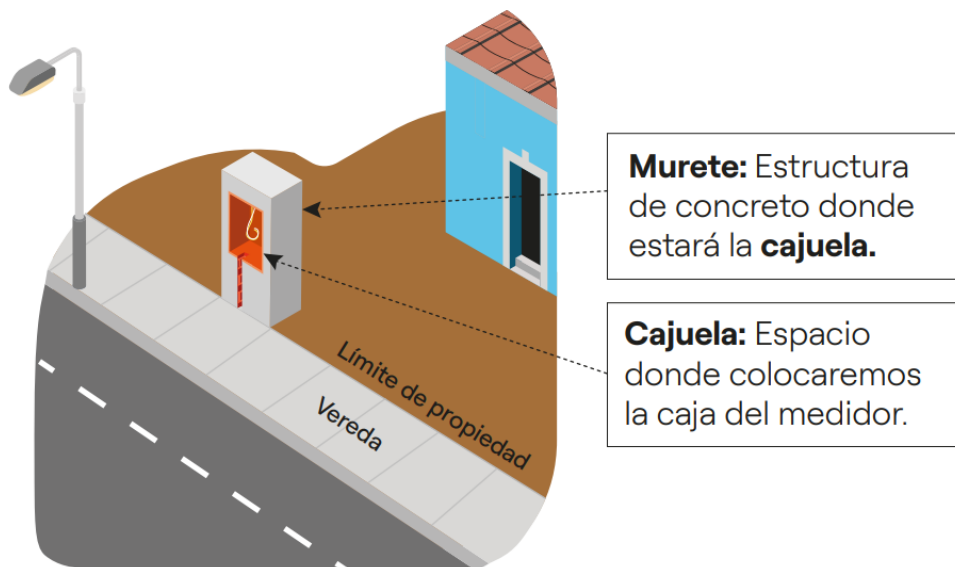 Murete: Estructura
de concreto donde
estará la cajuela.
Cajuela: Espacio
donde colocaremos
la caja del medidor.
Límite de propiedad
Vereda